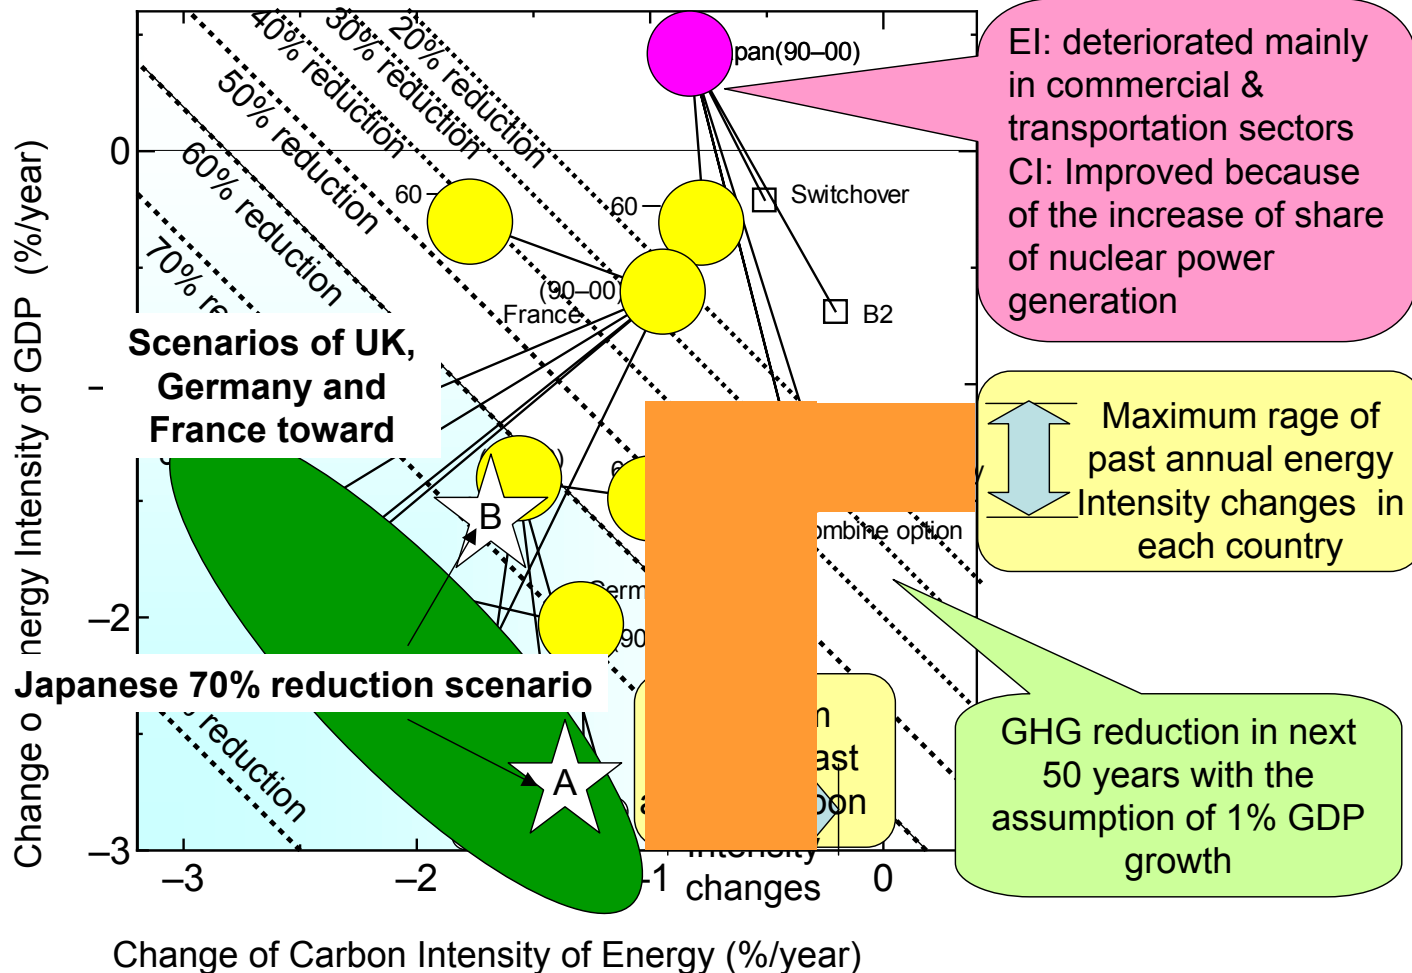 20% reduction
30% reduction
40% reduction
50% reduction
60% reduction
70%
reduction
pan(90–00)
Switchover
B2
60
60
(90–00)
France
Scenarios of UK,
Germany and
France toward
B
ombine option
Germ
(90
Japanese 70% reduction scenario
A
Intensity
changes
EI: deteriorated mainly
in commercial &
transportation sectors
CI: Improved because
of the increase of share
of nuclear power
generation
Maximum rage of
past annual energy
Intensity changes in
each country
GHG reduction in next
50 years with the
assumption of 1% GDP
growth
0
–2
–3
–3
–2
–1
0
Change o
nergy Intensity of GDP (%/year)
Change of Carbon Intensity of Energy (%/year)